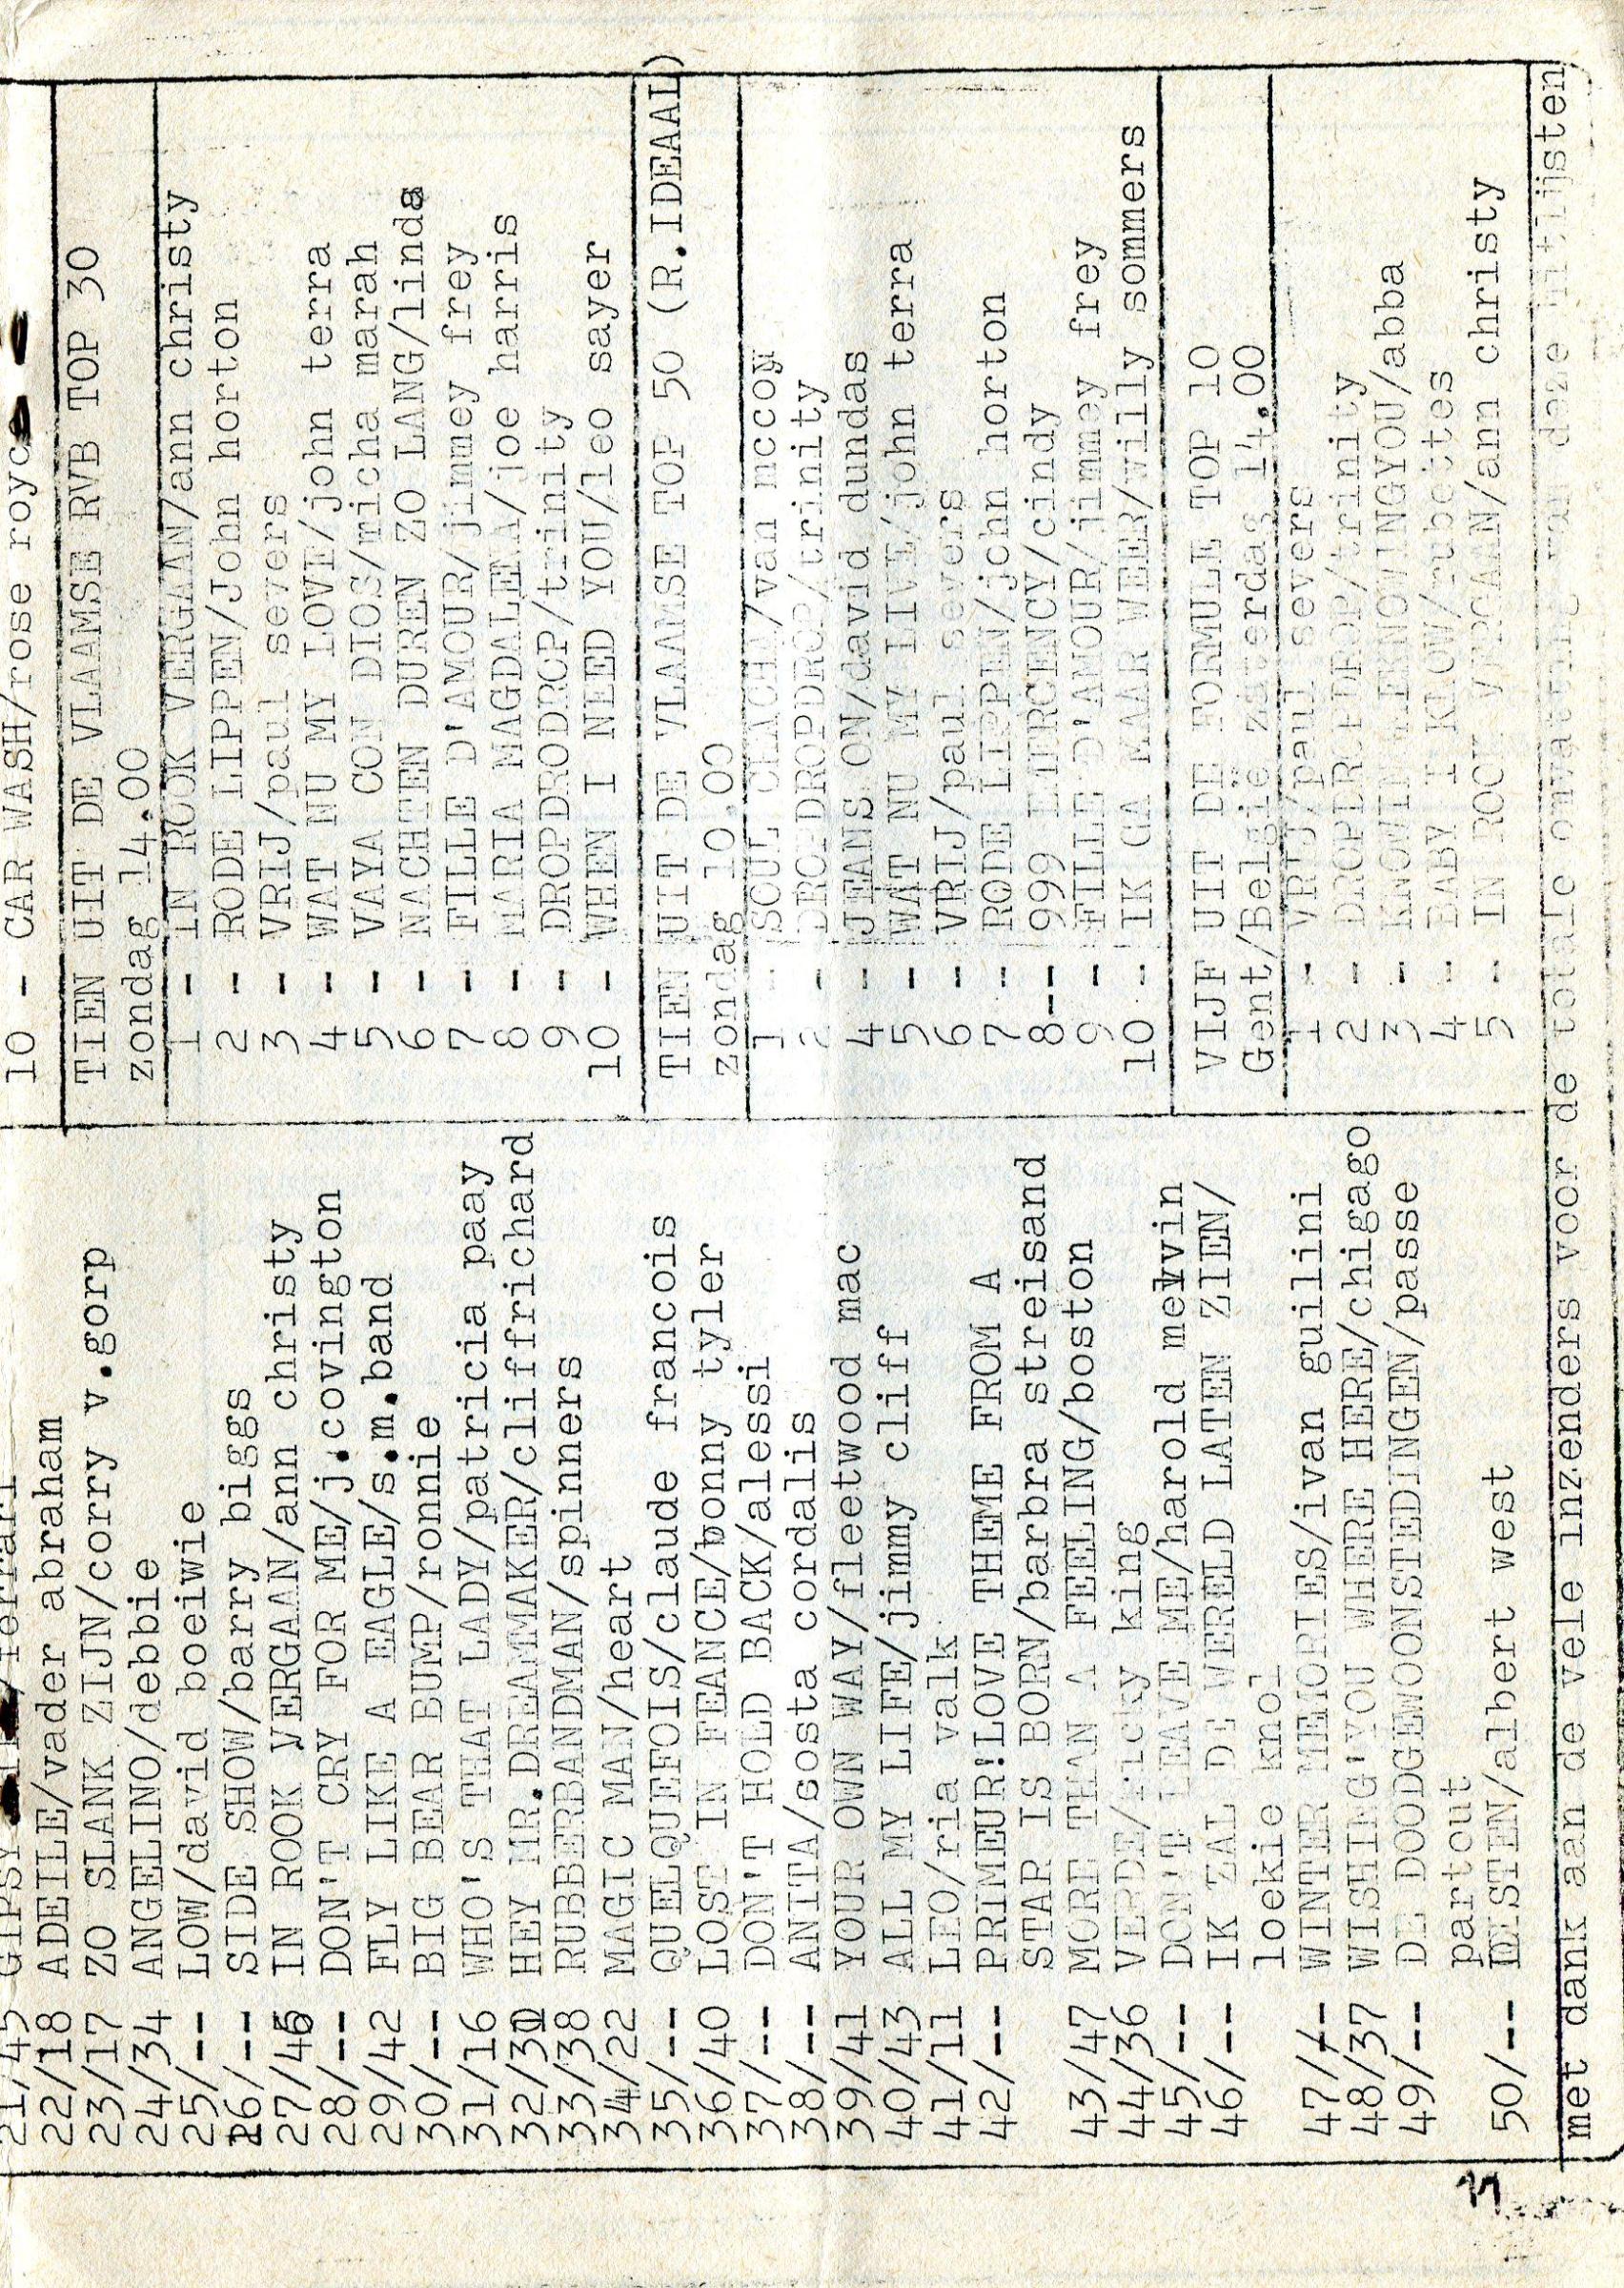 21/45 GIPSY
22/18 ADEILE/vader abraham
23/17 ZO SLANK ZIJN/corry v.gorp
24/34 ANGELINO/debbie
25/-- LOW/david boeiwie
26/-- SIDE SHOW/barry biggs
27/45 IN ROOK VERGAAN/ann christy
28/-- DON'T CRY FOR ME/j.covington
29/42 FLY LIKE A EAGLE/s.m.band
30/-- BIG BEAR BUMP/ronnie
31/16 WHO'S THAT LADY/patricia paay
32/30 HEY MR.DREAMMAKER/cliffrichard
33/38 RUBBERBANDMAN/spinners
34/22 MAGIC MAN/heart
35/-- QUELQUEFOIS/claude francois
36/40 LOST IN FEANCE/bonny tyler
37/-- DON'T HOLD BACK/alessi
38/-- ANITA/costa cordalis
39/41 YOUR OWN WAY/fleetwood mac
40/43 ALL MY LIFE/jimmy cliff
41/11 LEO/ria valk
42/-- PRIMEUR!LOVE THEME FROM A
STAR IS BORN/barbra streisand
43/47 MORE THAN A FEELING/boston
44/36 VERDE/ricky king
45/-- DON'T LEAVE ME/harold melvin
46/-- IK ZAL DE WERELD LATEN ZIEN/
loekie knol
47/-- WINTER MEMORIES/ivan guilini
48/37 WISHING'YOU WHERE HERE/chigago
49/-- DE DOODGEWOONSTEDINGEN/passe
partout
50/-- DESTEN/albert west
10 - CAR WASH/rose royce
TIEN UIT DE VLAAMSE RVB TOP 30
zondag 14.00
1 - IN ROOK VERGAAN/ann christy
2 - RODE LIPPEN/John horton
3 - VRIJ/paul severs
4 - WAT NU MY LOVE/john terra
5 - VAYA CON DIOS/micha marah
6 - NACHTEN DUREN ZO LANG/linda
7 - FILLE D'AMOUR/jimmey frey
8 - MARIA MAGDALENA/joe harris
9 - DROPDRODRCP/trinity
10 - WHEN I NEED YOU/leo sayer
TIEN UIT DE VLAAMSE TOP 50 (R.IDEAAL)
zondag 10.00
1 - SOUL CHACHA/van mccoy
2 - DROPDROPDROP/trinity
4 - JEANS ON/david dundas
5 - WAT NU MY LIVE/john terra
6 - VRIJ/paul severs
7 - RODE LIPPEN/john horton
8-- 999 EMERGENCY/cindy
9 - FILLE D'AMOUR/jimmey frey
10 - IK GA MAAR WEER/willy sommers
VIJF UIT DE FORMULE TOP 10
Gent/België zaterdag 14.00
1 - VRIJ/paul severs
2 - DROPDROPDROP/trinity
3 - KNOWINMEKNOWINGYOU/abba
4 - BABY I KLOW/rubettes
5 - IN ROOK VERGAAN/ann christy
met dank aan de vele inzenders voor de totale omvatting van deze hitlijsten
11